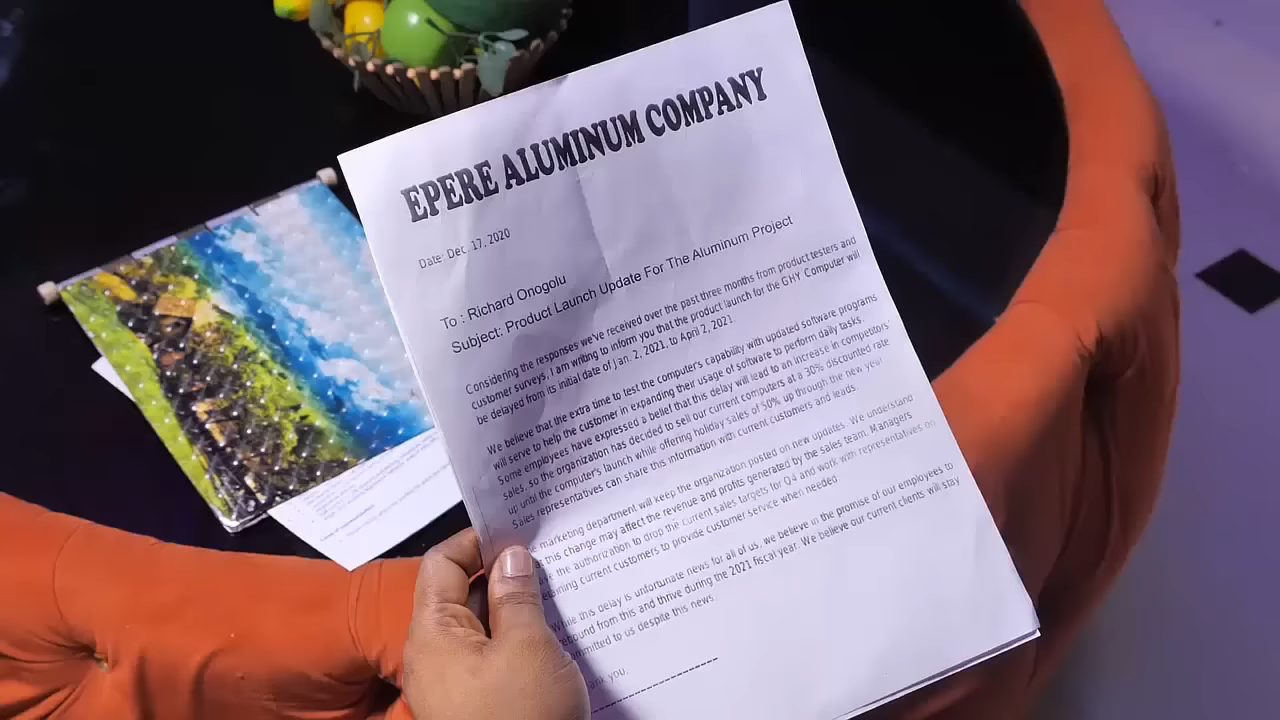 EPERE ALUMINUM COMPANY
Date: Dec. 17, 2020
To : Richard Onogolu
Subject: Product Launch Update For The Aluminum Project
Considering the responses we've received over the past three months from product testers and
customer surveys, I am writing to inform you that the product launch for the GHY Computer will
be delayed from its initial date of Jan. 2, 2021, to April 2, 2021.
We believe that the extra time to test the computers capability with updated software programs
will serve to help the customer in expanding their usage of software to perform daily tasks.
Some employees have expressed a belief that this delay will lead to an increase in competitors'
sales, so the organization has decided to sell our current computers at a 30% discounted rate
up until the computer's launch while offering holiday sales of 50% up through the new year
Sales representatives can share this information with current customers and leads.
marketing department will keep the organization posted on new updates. We understand
this change may affect the revenue and profits generated by the sales team. Managers
the authorization to drop the current sales targets for Q4 and work with representatives on
current customers to provide customer service when needed
this delay is unfortunate news for all of us, we believe in the promise of our employees to
from this and thrive during the 2021 fiscal year. We believe our current clients will stay
to us despite this news.
you,